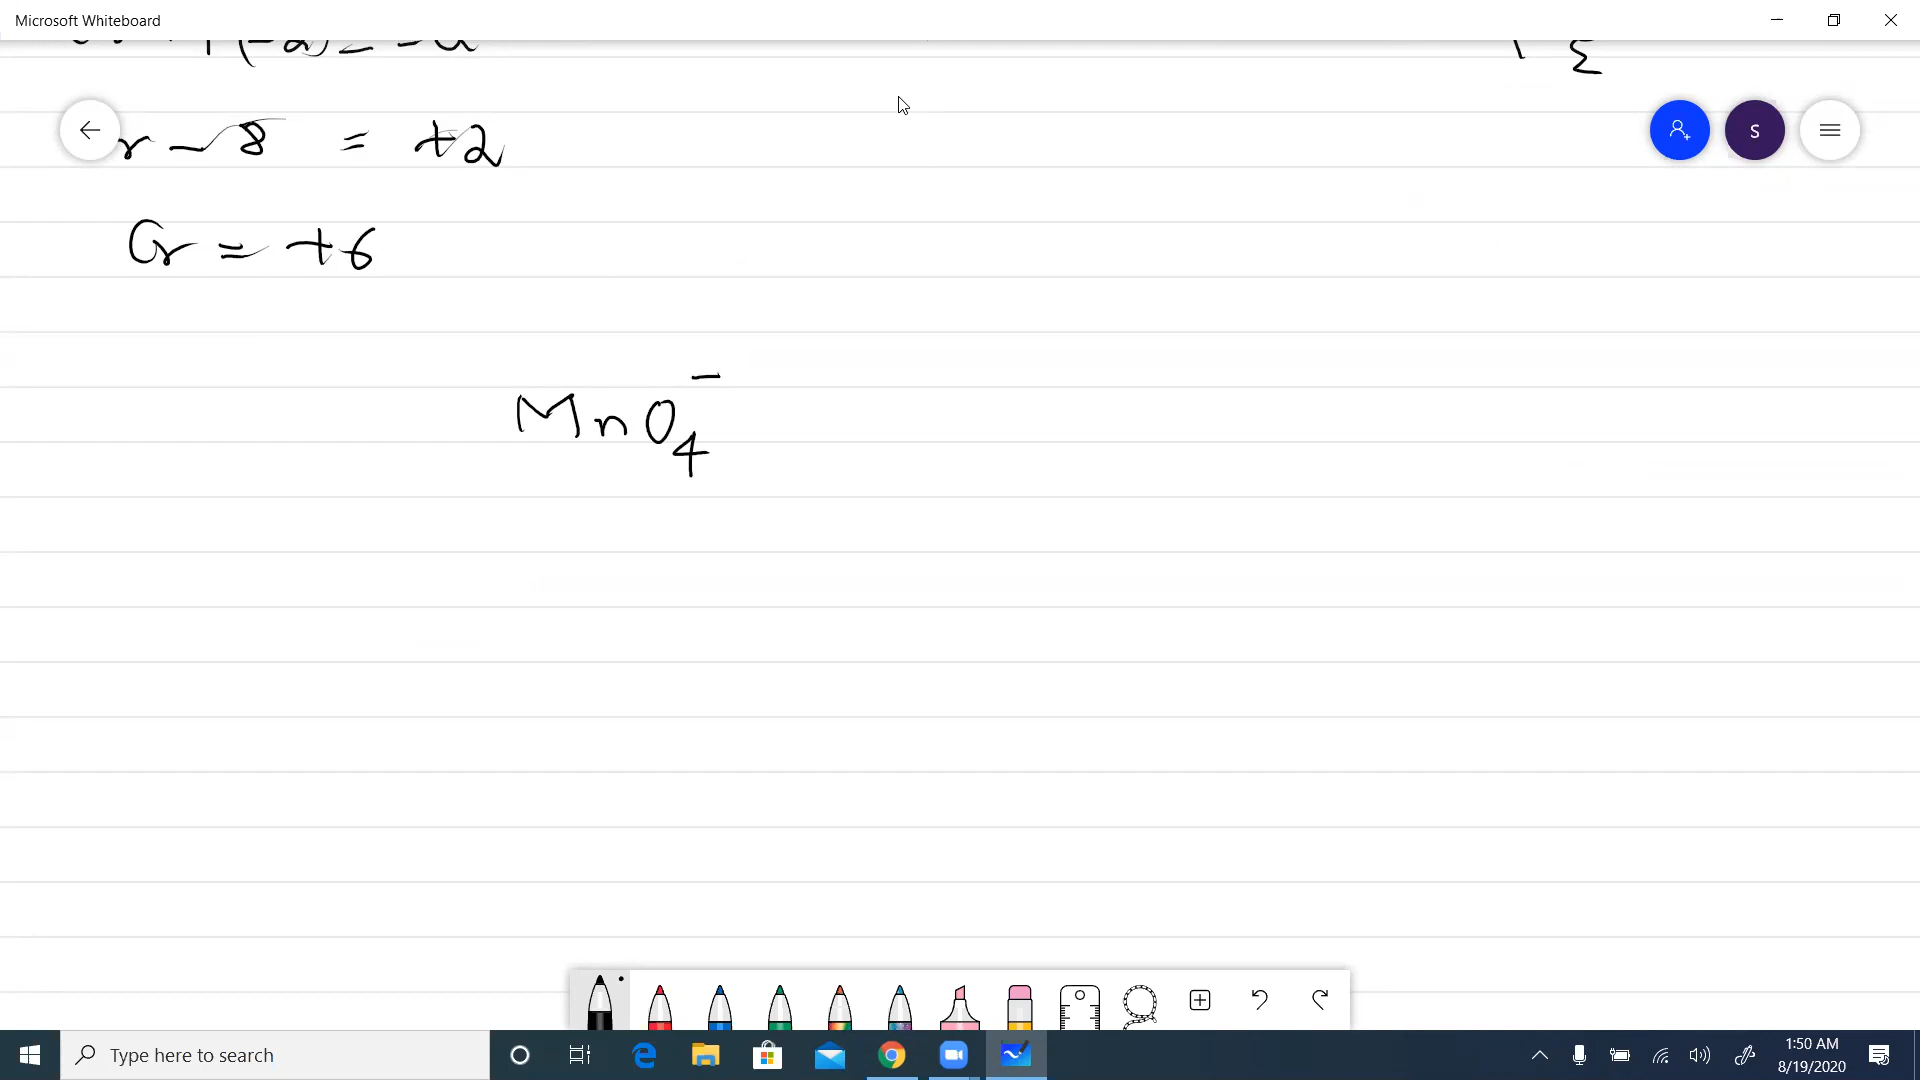 Microsoft Whiteboard
S
r - 8 = +2
Cr = +6
MnO₄⁻
Type here to search
1:50 AM
8/19/2020